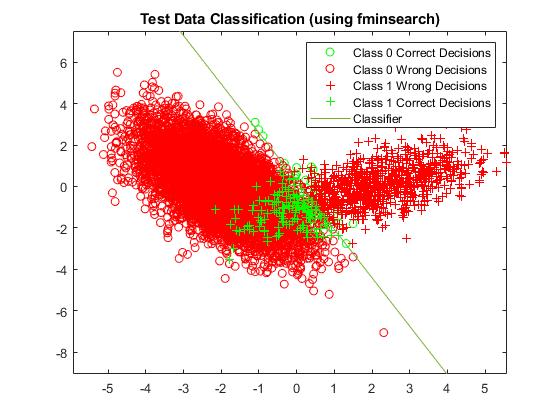 Test Data Classification (using fminsearch)
Class 0 Correct Decisions
Class 0 Wrong Decisions
Class 1 Wrong Decisions
Class 1 Correct Decisions
Classifier
6
4
2
0
-2
-4
-6
-8
-5 -4 -3 -2 -1 0 1 2 3 4 5